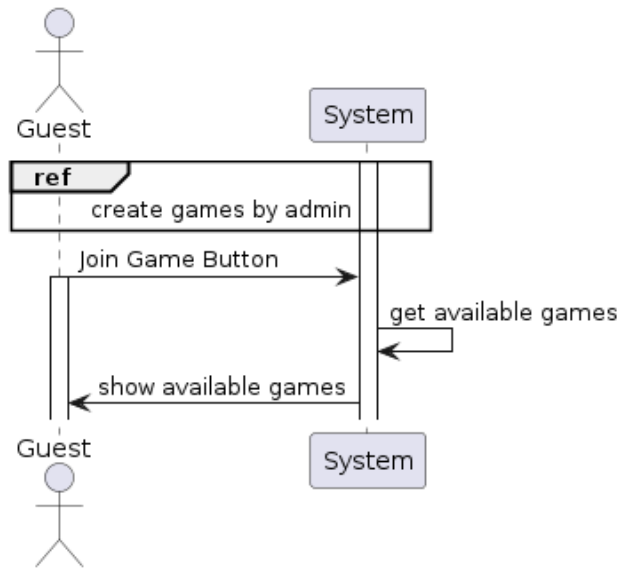 Guest
System
ref
create games by admin
Join Game Button
get available games
show available games
Guest
System